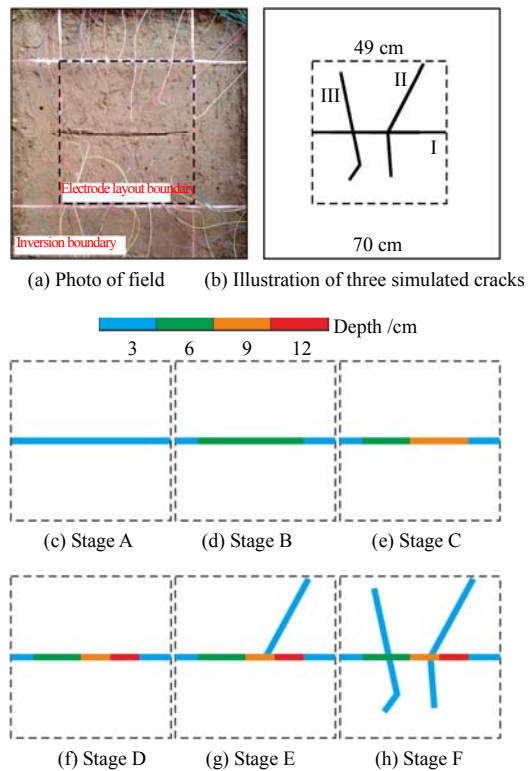 49 cm
II
III
I
Electrode layout boundary
Inversion boundary
70 cm
(a) Photo of field (b) Illustration of three simulated cracks
Depth /cm
3 6 9 12
(c) Stage A (d) Stage B (e) Stage C
(f) Stage D (g) Stage E (h) Stage F